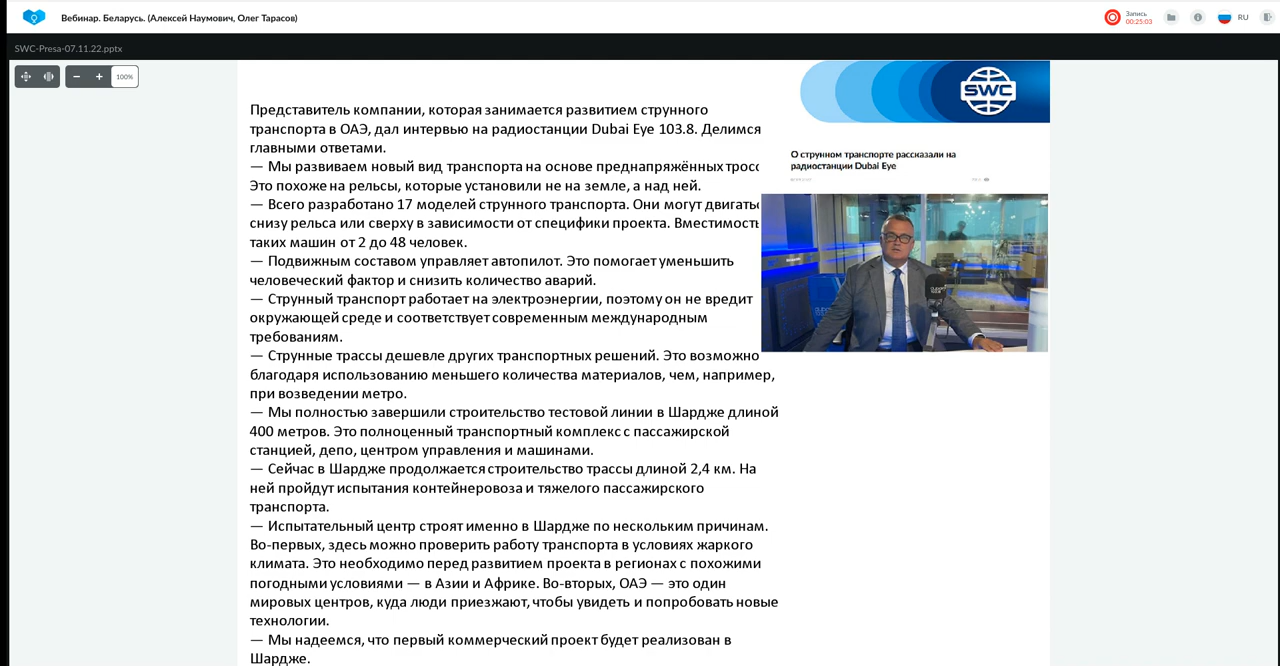 Вебинар. Беларусь. (Алексей Наумович, Олег Тарасов)
Запись
00:25:03
RU
SWC-Presa-07.11.22.pptx
100%
SWC
О струнном транспорте рассказали на
радиостанции Dubai Eye
Представитель компании, которая занимается развитием струнного
транспорта в ОАЭ, дал интервью на радиостанции Dubai Eye 103.8. Делимся
главными ответами.
— Мы развиваем новый вид транспорта на основе преднапряжённых тросс
Это похоже на рельсы, которые установили не на земле, а над ней.
— Всего разработано 17 моделей струнного транспорта. Они могут двигатьс
снизу рельса или сверху в зависимости от специфики проекта. Вместимость
таких машин от 2 до 48 человек.
— Подвижным составом управляет автопилот. Это помогает уменьшить
человеческий фактор и снизить количество аварий.
— Струнный транспорт работает на электроэнергии, поэтому он не вредит
окружающей среде и соответствует современным международным
требованиям.
— Струнные трассы дешевле других транспортных решений. Это возможно
благодаря использованию меньшего количества материалов, чем, например,
при возведении метро.
— Мы полностью завершили строительство тестовой линии в Шардже длиной
400 метров. Это полноценный транспортный комплекс с пассажирской
станцией, депо, центром управления и машинами.
— Сейчас в Шардже продолжается строительство трассы длиной 2,4 км. На
ней пройдут испытания контейнеровоза и тяжелого пассажирского
транспорта.
— Испытательный центр строят именно в Шардже по нескольким причинам.
Во-первых, здесь можно проверить работу транспорта в условиях жаркого
климата. Это необходимо перед развитием проекта в регионах с похожими
погодными условиями — в Азии и Африке. Во-вторых, ОАЭ — это один
мировых центров, куда люди приезжают, чтобы увидеть и попробовать новые
технологии.
— Мы надеемся, что первый коммерческий проект будет реализован в
Шардже.